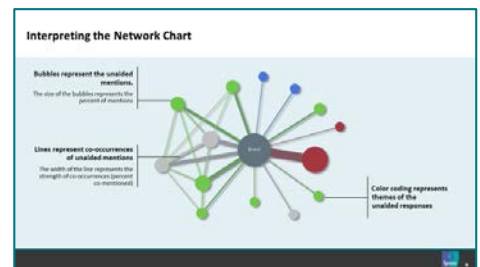 Interpreting the Network Chart
Bubbles represent the unaided
mentions.
The size of the bubbles represents the
percent of mentions
Lines represent co-occurrences
of unaided mentions
The width of the line represents the
strength of co-occurrences (percent
co-mentioned)
Brand
Color coding represents
themes of the
unaided responses
Ipsos